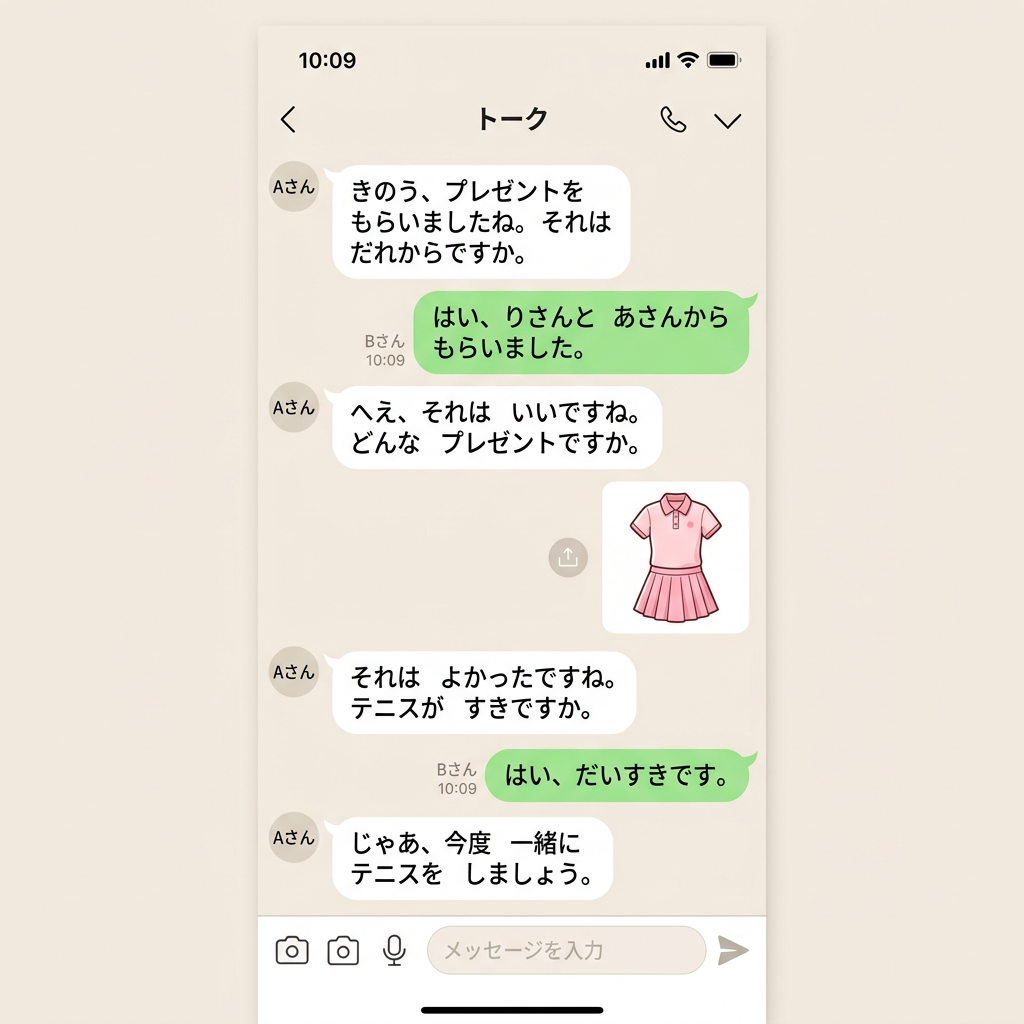 10:09
トーク
Aさん
きのう、プレゼントを
もらいましたね。それは
だれからですか。
はい、りさんと あさんから
もらいました。
Bさん
10:09
Aさん
へえ、それは いいですね。
どんな プレゼントですか。
Aさん
それは よかったですね。
テニスが すきですか。
Bさん
10:09
はい、だいすきです。
Aさん
じゃあ、今度 一緒に
テニスを しましょう。
メッセージを入力